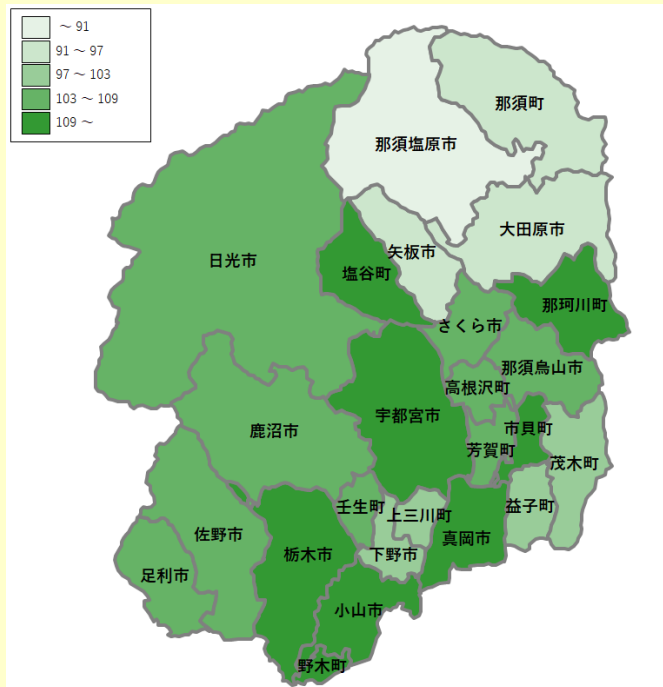 ～ 91
91 ～ 97
97 ～ 103
103 ～ 109
109 ～
那須町
那須塩原市
大田原市
矢板市
日光市
塩谷町
那珂川町
さくら市
那須烏山市
高根沢町
宇都宮市
市貝町
鹿沼市
芳賀町
茂木町
壬生町
益子町
上三川町
佐野市
真岡市
栃木市
下野市
足利市
小山市
野木町